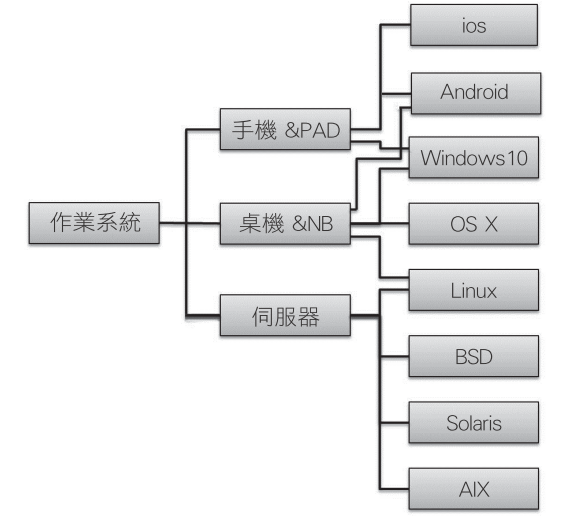 作業系統
手機 &PAD
桌機 &NB
伺服器
ios
Android
Windows10
OS X
Linux
BSD
Solaris
AIX